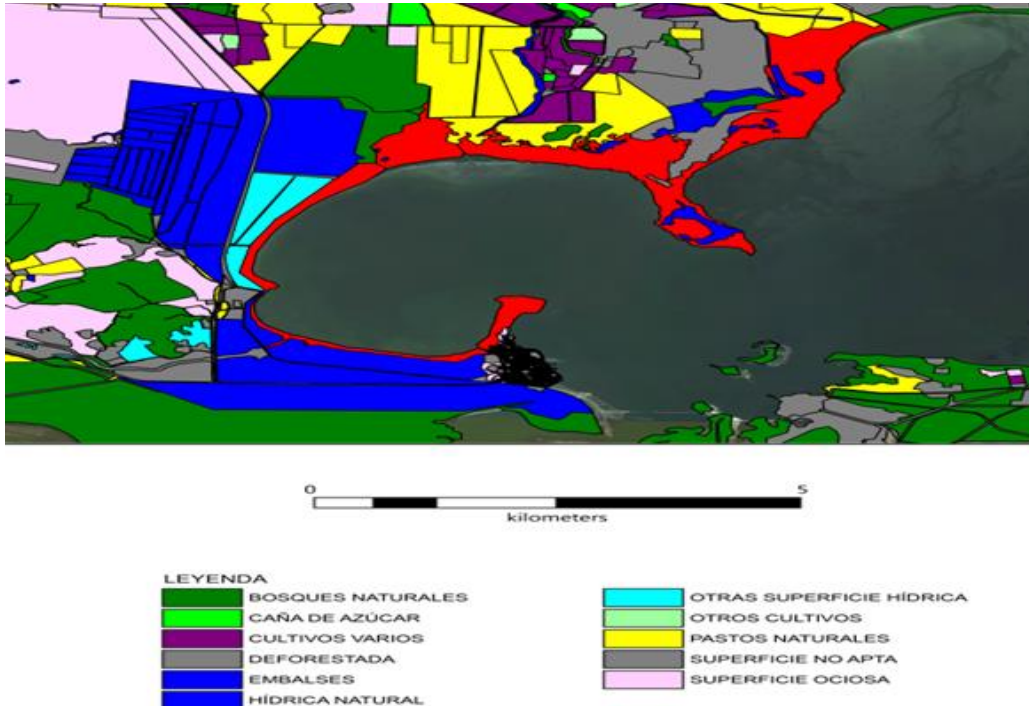 0 5
kilometers
LEYENDA
BOSQUES NATURALES
CAÑA DE AZÚCAR
CULTIVOS VARIOS
DEFORESTADA
EMBALSES
HÍDRICA NATURAL
OTRAS SUPERFICIE HÍDRICA
OTROS CULTIVOS
PASTOS NATURALES
SUPERFICIE NO APTA
SUPERFICIE OCIOSA